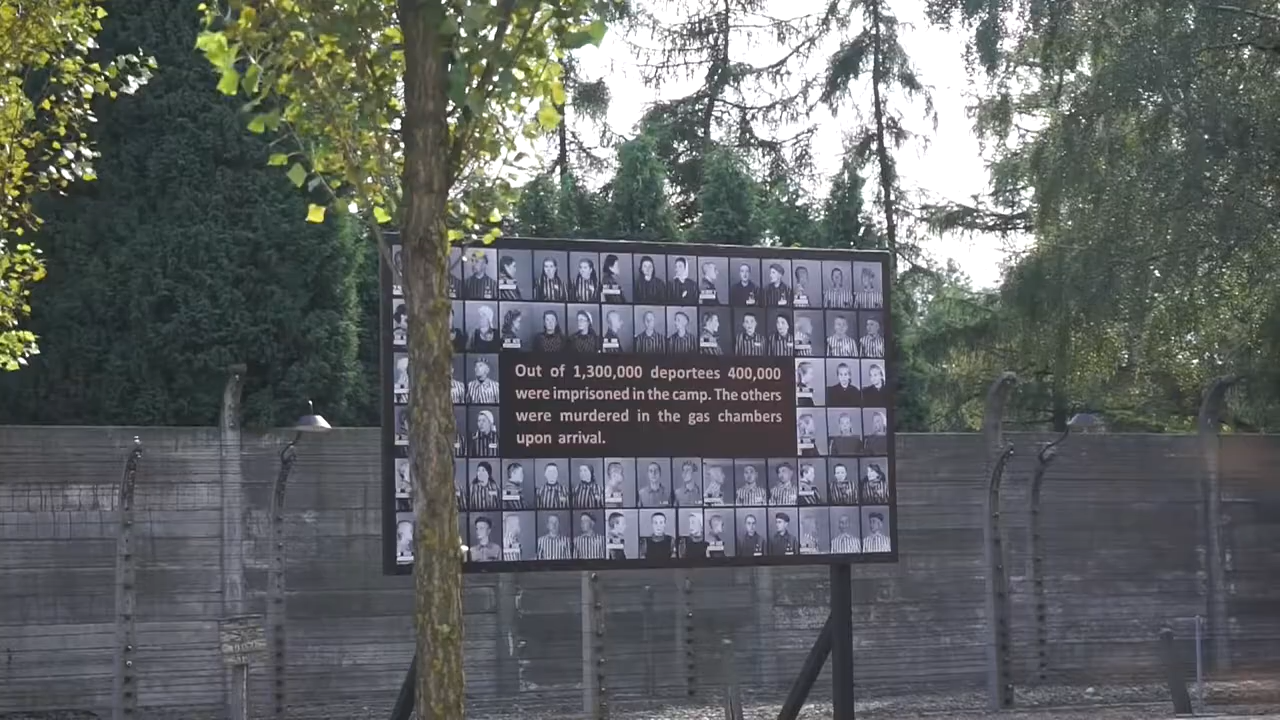 Out of 1,300,000 deportees 400,000
were imprisoned in the camp. The others
were murdered in the gas chambers
upon arrival.